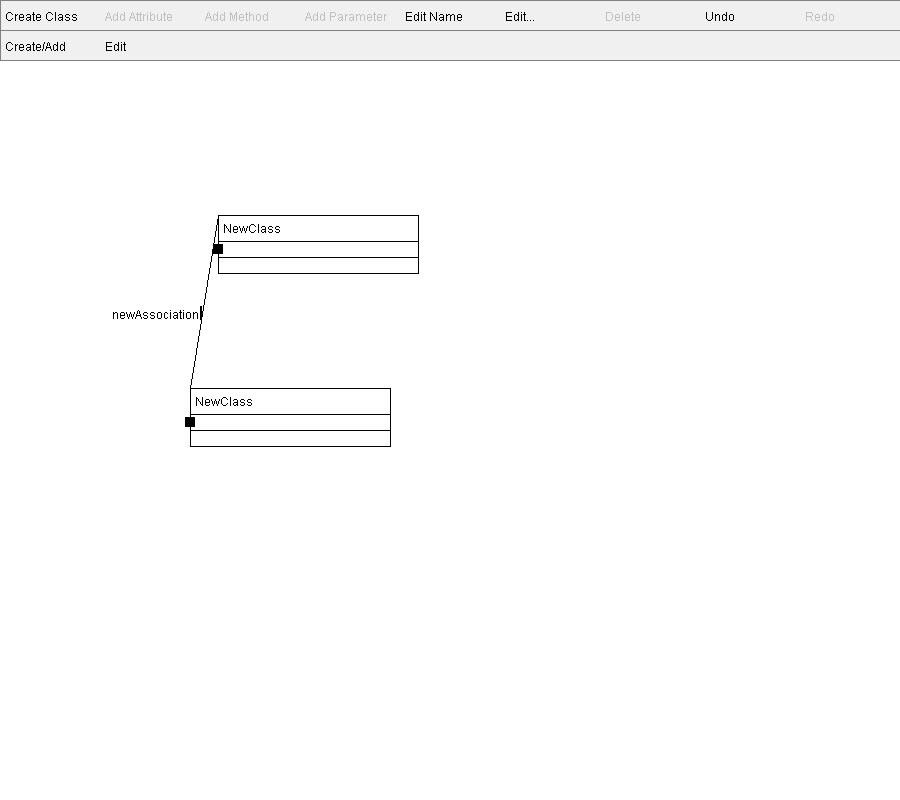 Create Class Add Attribute Add Method Add Parameter Edit Name Edit... Delete Undo Redo
Create/Add Edit
NewClass
newAssociation
NewClass